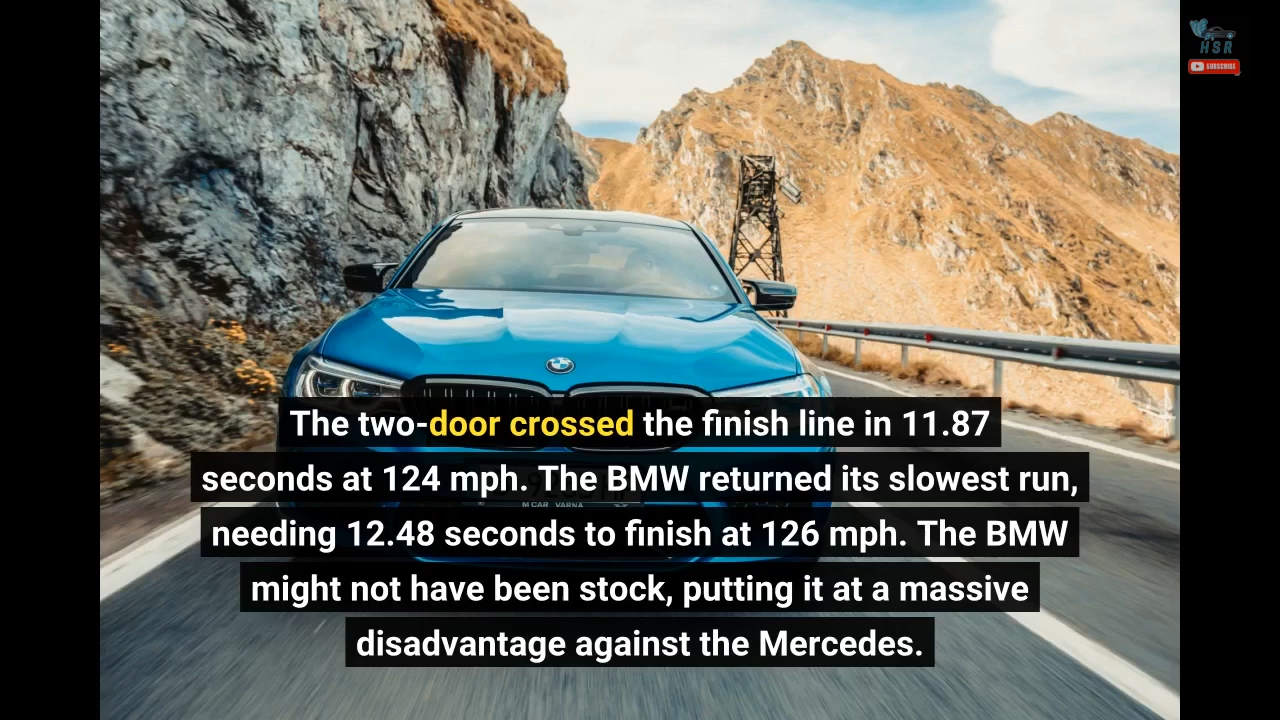 HSR
SUBSCRIBE
The two-door crossed the finish line in 11.87
seconds at 124 mph. The BMW returned its slowest run,
needing 12.48 seconds to finish at 126 mph. The BMW
might not have been stock, putting it at a massive
disadvantage against the Mercedes.
M CAR VARNA